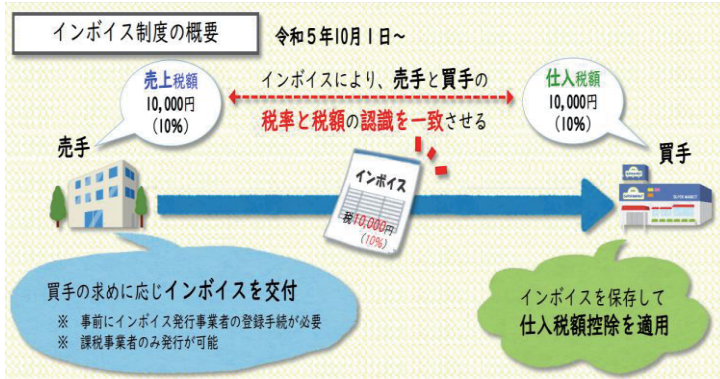 インボイス制度の概要
令和5年10月1日~
売上税額
10,000円
(10%)
インボイスにより、売手と買手の
税率と税額の認識を一致させる
仕入税額
10,000円
(10%)
売手
買手
インボイス
税10,000円
(10%)
SUPER MARKET
買手の求めに応じインボイスを交付
※ 事前にインボイス発行事業者の登録手続が必要
※ 課税事業者のみ発行が可能
インボイスを保存して
仕入税額控除を適用